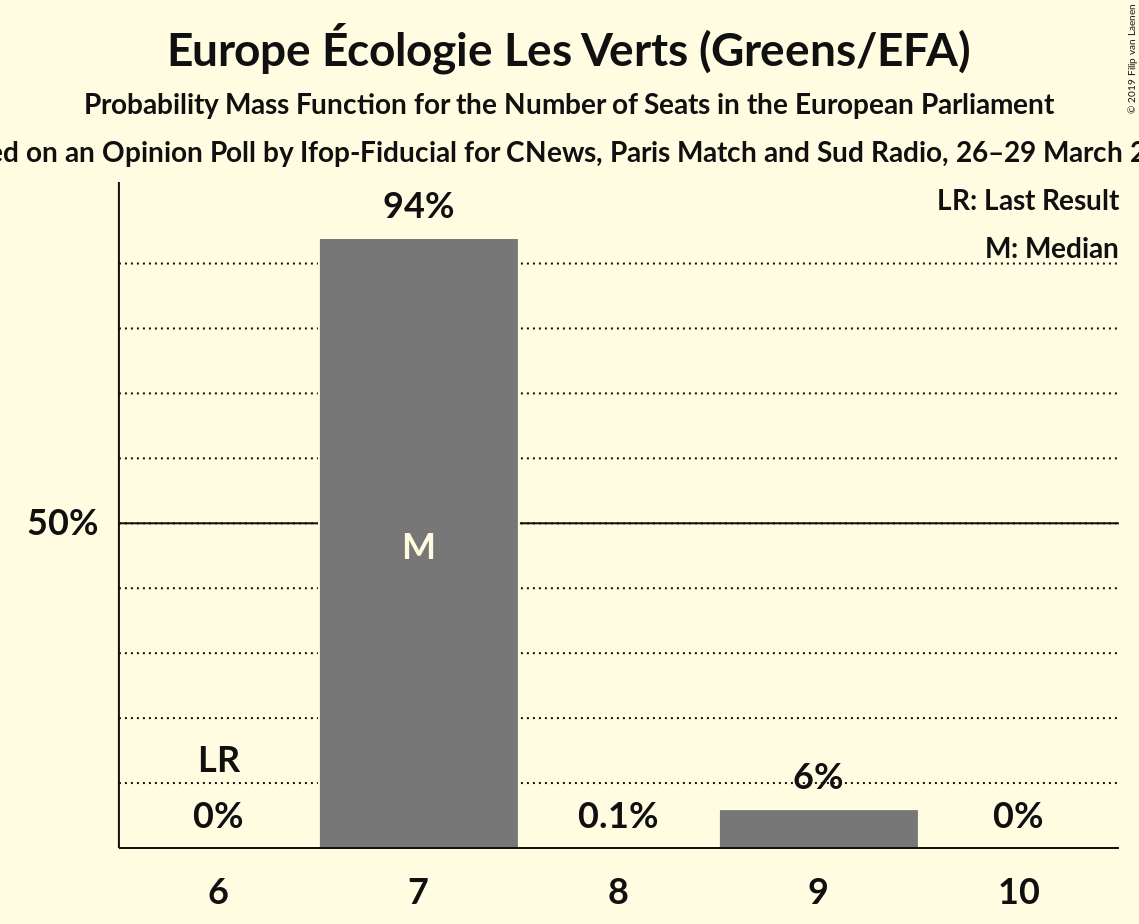 Europe Écologie Les Verts (Greens/EFA)
Probability Mass Function for the Number of Seats in the European Parliament
on an Opinion Poll by Ifop-Fiducial for CNews, Paris Match and Sud Radio, 26–29 March
© 2019 Filip van Laenen
LR: Last Result
M: Median
94%
50%
M
LR
0%
0.1%
6%
0%
6 7 8 9 10